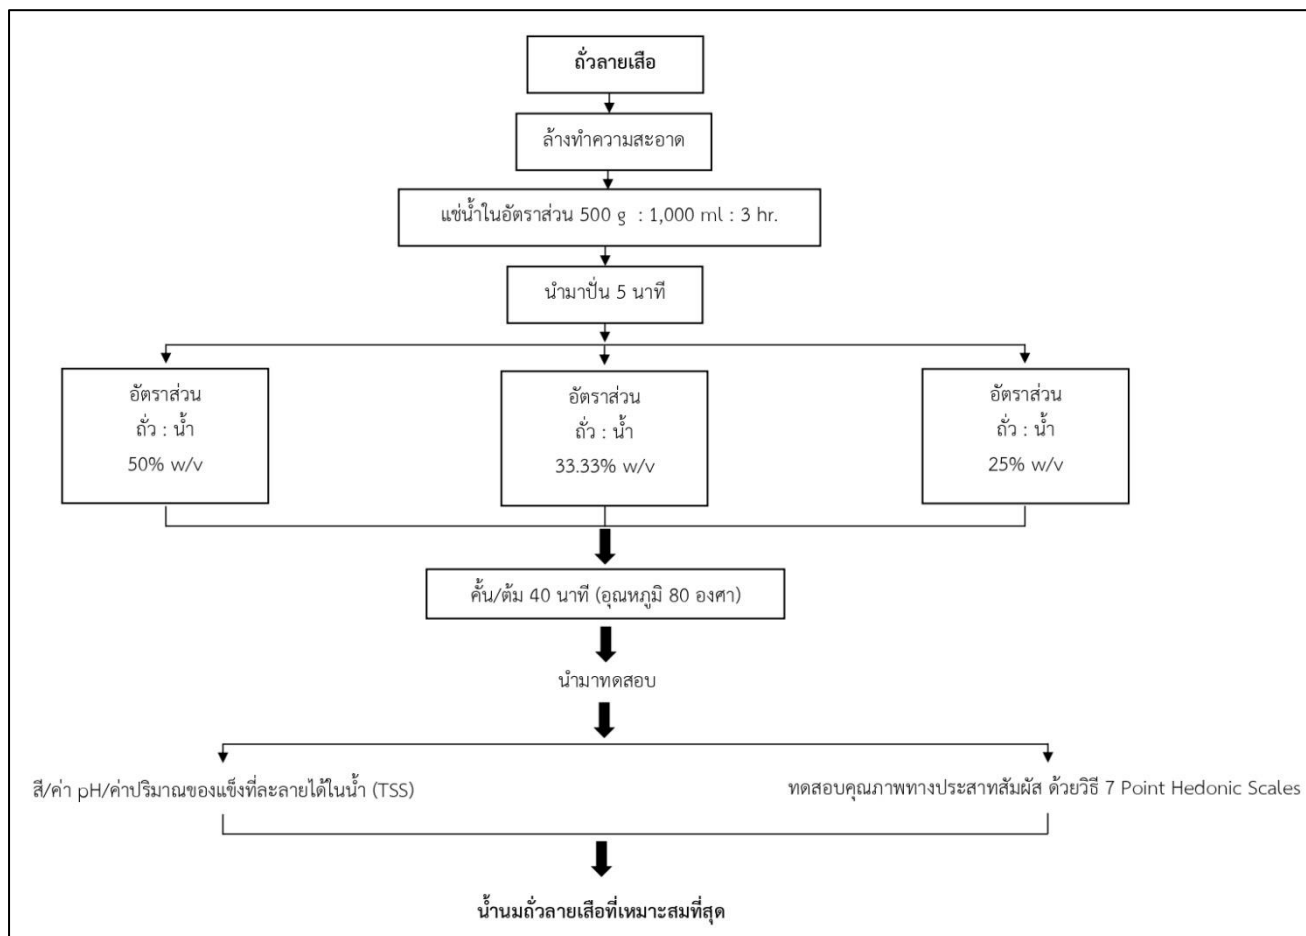 ถั่วลายเสือ
ล้างทำความสะอาด
แช่น้ำในอัตราส่วน 500 g : 1,000 ml : 3 hr.
นำมาปั่น 5 นาที
อัตราส่วน
ถั่ว : น้ำ
50% w/v
อัตราส่วน
ถั่ว : น้ำ
33.33% w/v
อัตราส่วน
ถั่ว : น้ำ
25% w/v
คั้น/ต้ม 40 นาที (อุณหภูมิ 80 องศา)
นำมาทดสอบ
สี/ค่า pH/ค่าปริมาณของแข็งที่ละลายได้ในน้ำ (TSS)
ทดสอบคุณภาพทางประสาทสัมผัส ด้วยวิธี 7 Point Hedonic Scales
น้ำนมถั่วลายเสือที่เหมาะสมที่สุด